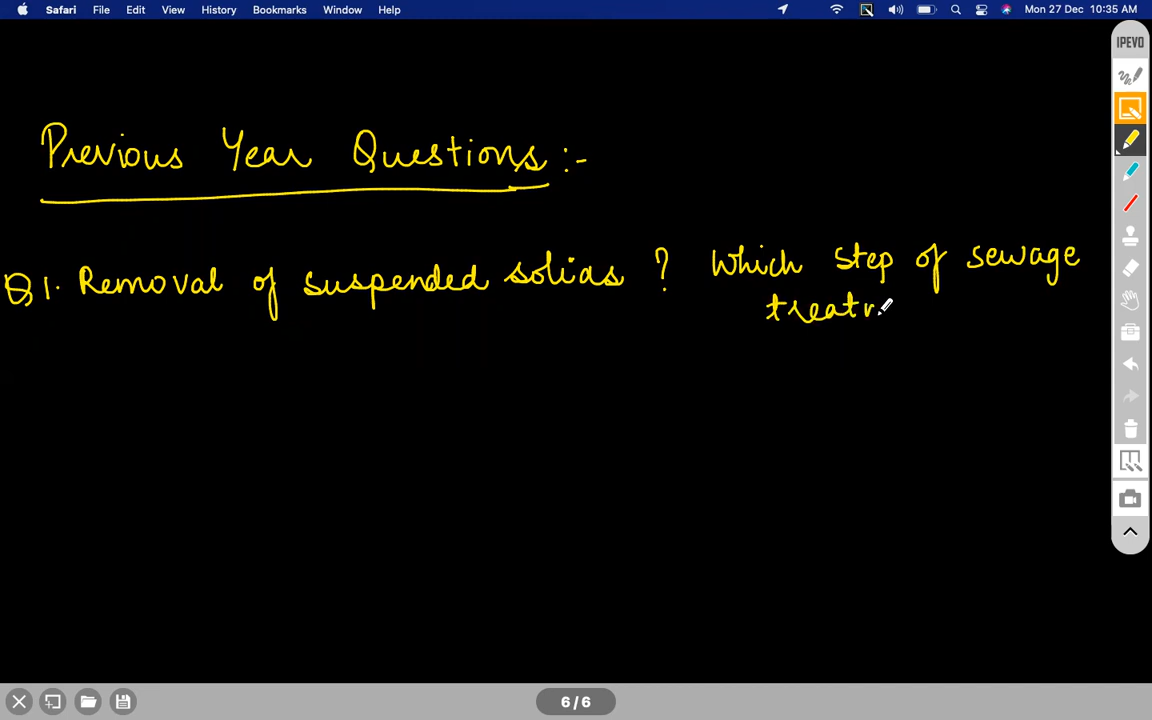 Safari File Edit View History Bookmarks Window Help Mon 27 Dec 10:35 AM
IPEVO
Previous Year Questions :-
Q1. Removal of suspended solids ? Which step of sewage
treatr
6/6